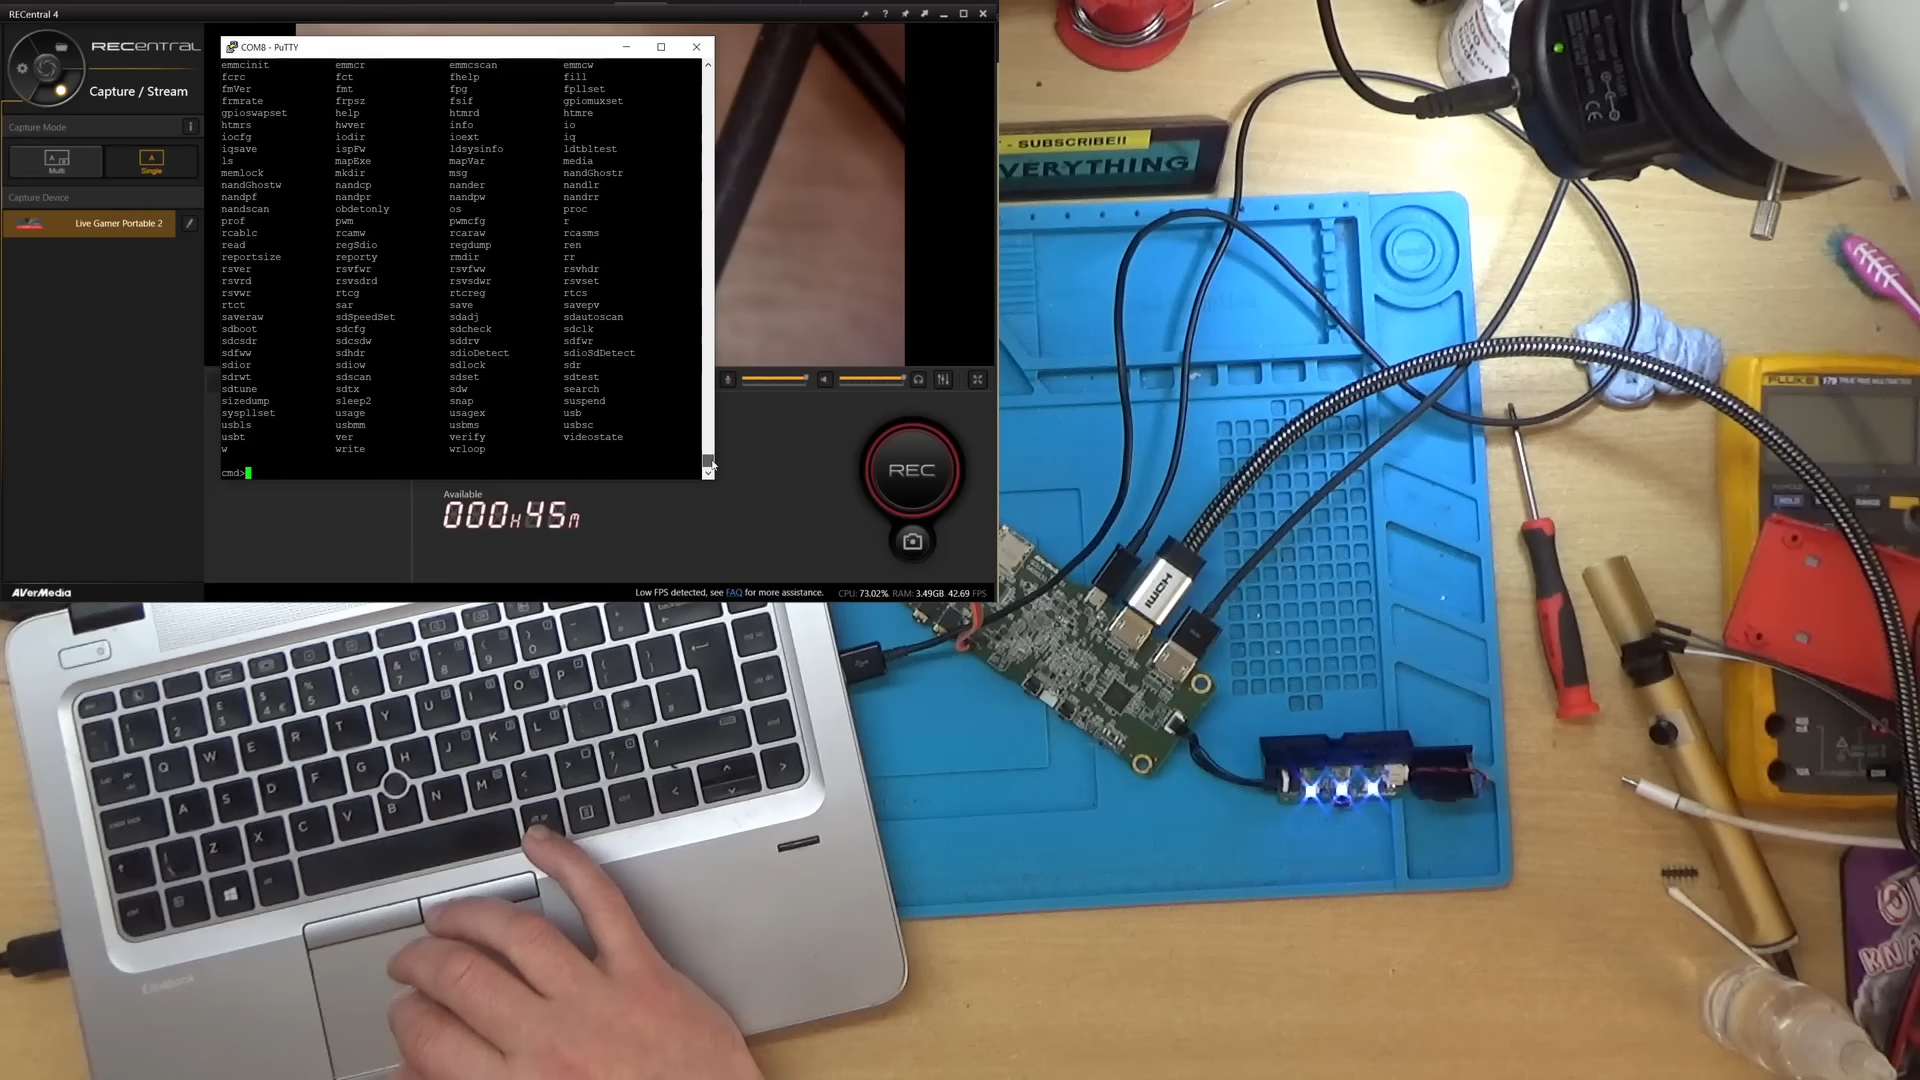 RECentral 4
RECENTRAL
Capture / Stream
Capture Mode
Multi
Single
Capture Device
Live Gamer Portable 2
AVerMedia
COM8 - PuTTY
emmcinit emmcr emmcscan emmcw
fcrc fct fhelp fill
fmVer fmt fpg fpllset
frmrate frpsz fsif gpiomuxset
gpioswapset help htmrd htmre
htmrs hwver info io
iocfg iodir ioext iq
iqsave ispFw ldsysinfo ldtbltest
ls mapExe mapVar media
memlock mkdir msg nandGhostr
nandGhostw nandcp nander nandlr
nandpf nandpr nandpw nandrr
nandscan obdetonly os proc
prof pwm pwmcfg r
rcablc rcamw rcaraw rcasms
read regSdio regdump ren
reportsize reporty rmdir rr
rsver rsvfwr rsvfww rsvhdr
rsvrd rsvsdrd rsvsdwr rsvset
rsvwr rtcg rtcreg rtcs
rtct sar save savepv
saveraw sdSpeedSet sdadj sdautoscan
sdboot sdcfg sdcheck sdclk
sdcsdr sdcsdw sddrv sdfwr
sdfww sdhdr sdioDetect sdioSdDetect
sdior sdiow sdlock sdr
sdrwt sdscan sdset sdtest
sdtune sdtx sdw search
sizedump sleep2 snap suspend
syspllset usage usagex usb
usbls usbmm usbms usbsc
usbt ver verify videostate
w write wrloop
cmd>
Available
000H45M
REC
Low FPS detected, see FAQ for more assistance. CPU: 73.02% RAM: 3.49GB 42.69 FPS
- SUBSCRIBE!!
VERYTHING
FLUKE 179 TRUE RMS MULTIMETER
HOLD
RANGE
HDMI
EliteBook
Q W E R T Y U I O P
A S D F G H J K L
Z X C V B N M